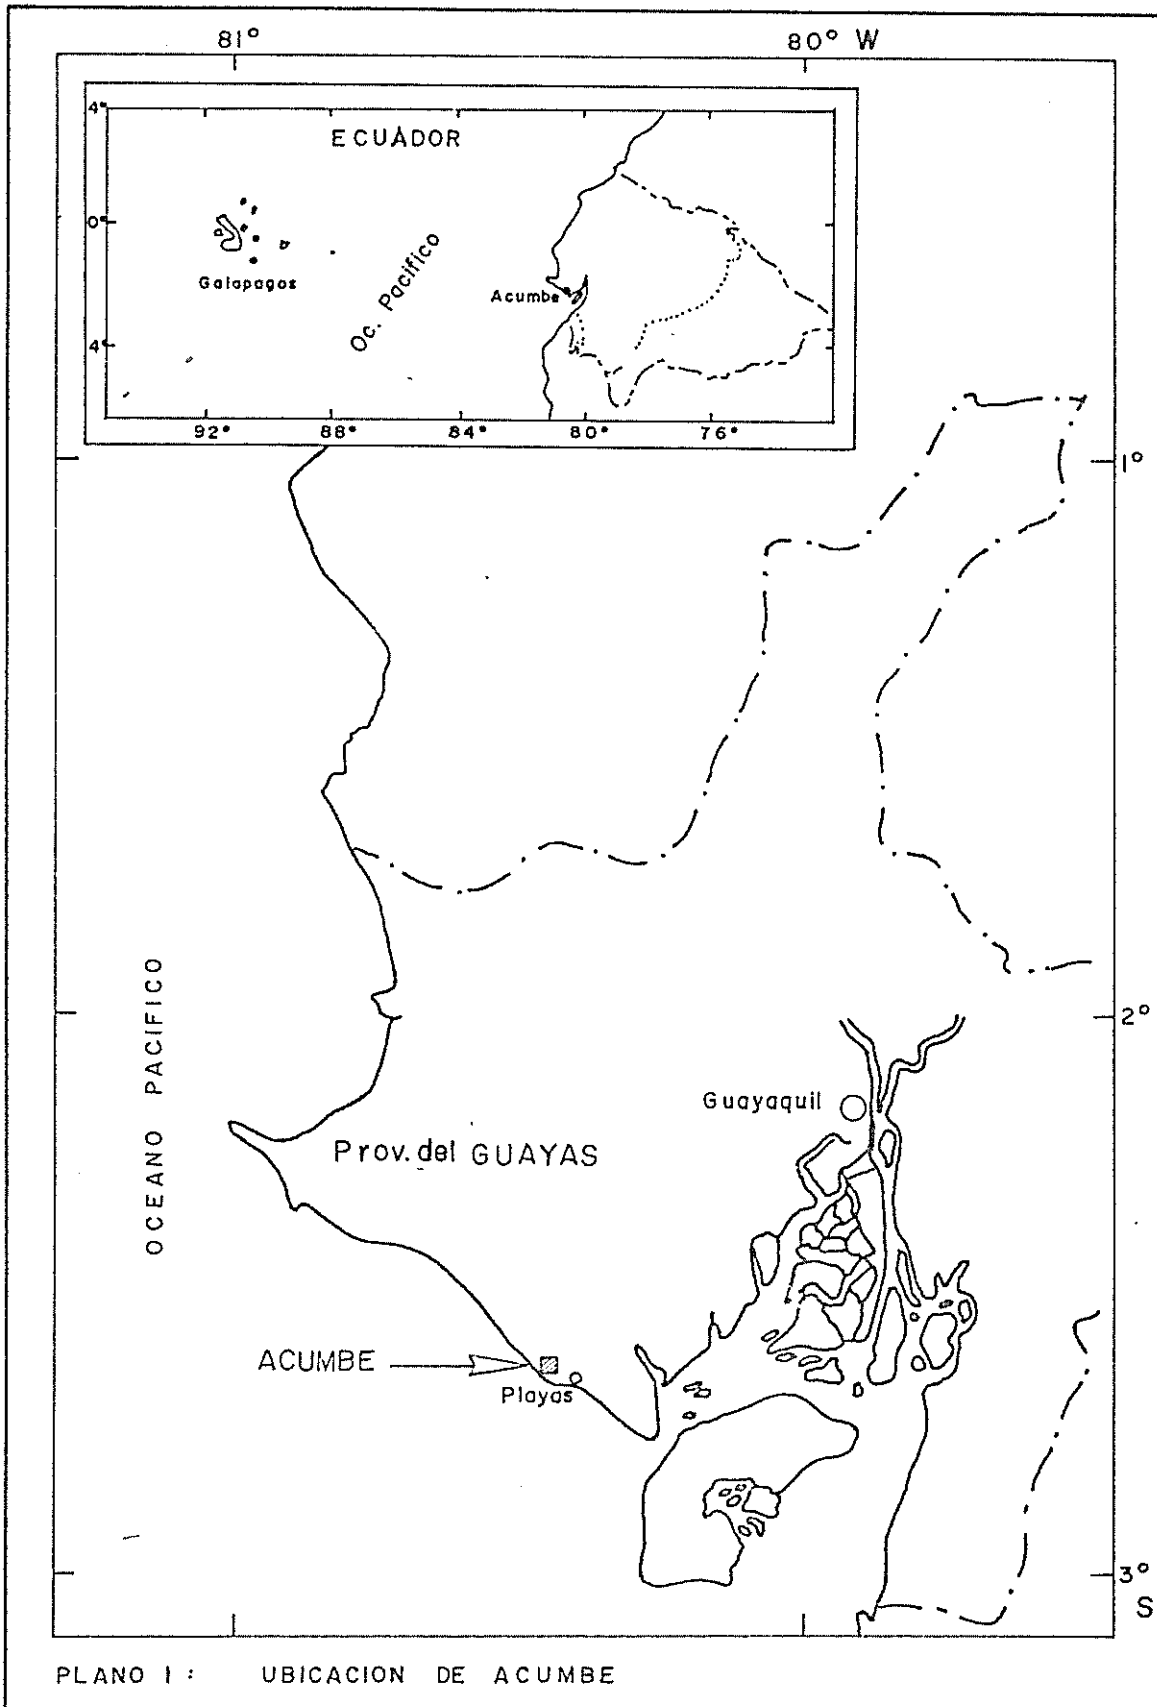 81° 80° W
4°
ECUADOR
0°
Galapagos
Oc. Pacifico
Acumbe
4°
92° 88° 84° 80° 76°
1°
OCEANO PACIFICO
2°
Guayaquil
Prov. del GUAYAS
ACUMBE
Playas
3°
S
PLANO 1: UBICACION DE ACUMBE